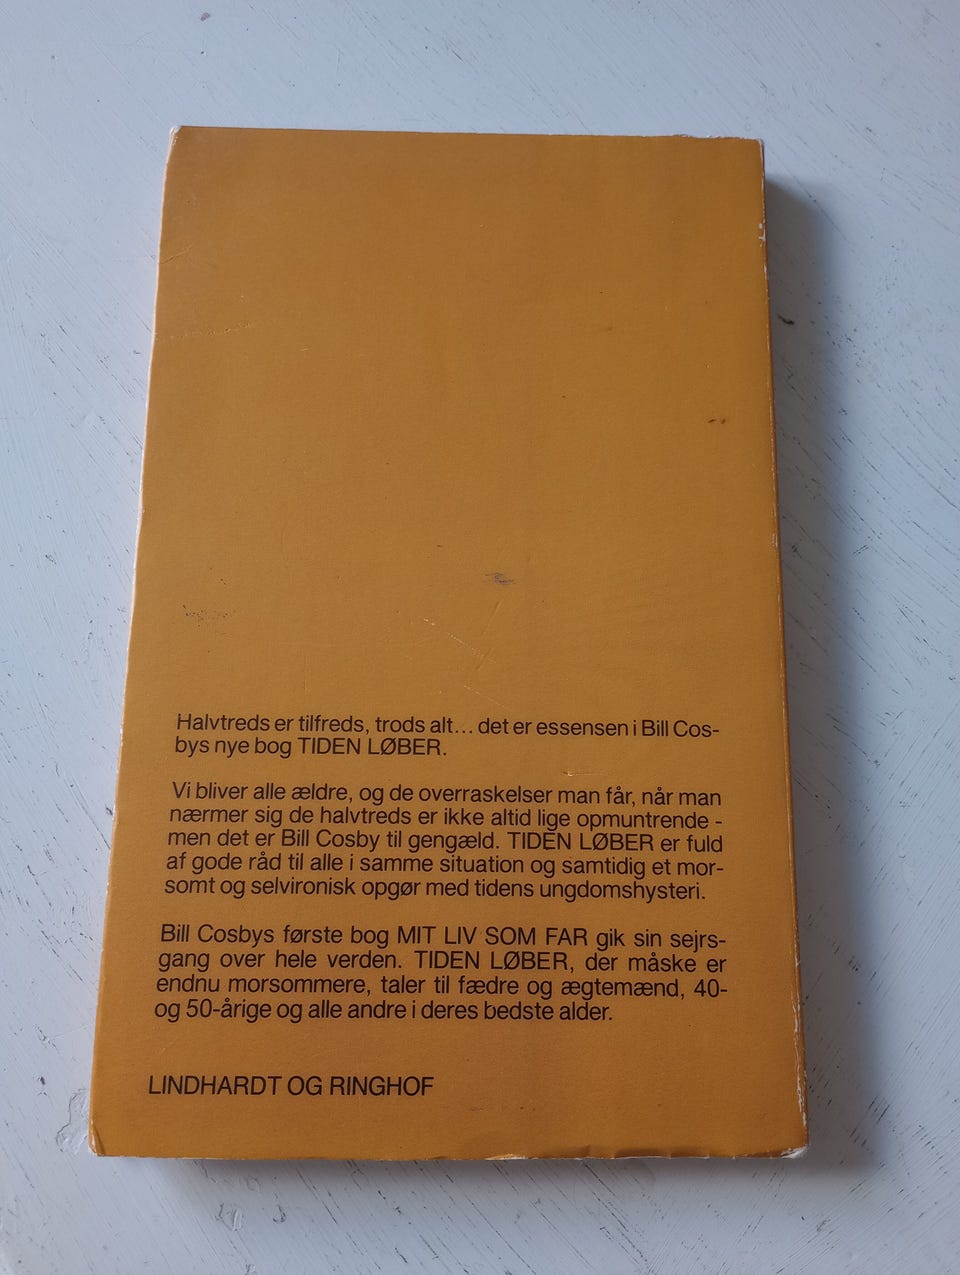 Halvtreds er tilfreds, trods alt... det er essensen i Bill Cos-
bys nye bog TIDEN LØBER.
Vi bliver alle ældre, og de overraskelser man får, når man
nærmer sig de halvtreds er ikke altid lige opmuntrende -
men det er Bill Cosby til gengæld. TIDEN LØBER er fuld
af gode råd til alle i samme situation og samtidig et mor-
somt og selvironisk opgør med tidens ungdomshysteri.
Bill Cosbys første bog MIT LIV SOM FAR gik sin sejrs-
gang over hele verden. TIDEN LØBER, der måske er
endnu morsommere, taler til fædre og ægtemænd, 40-
og 50-årige og alle andre i deres bedste alder.
LINDHARDT OG RINGHOF